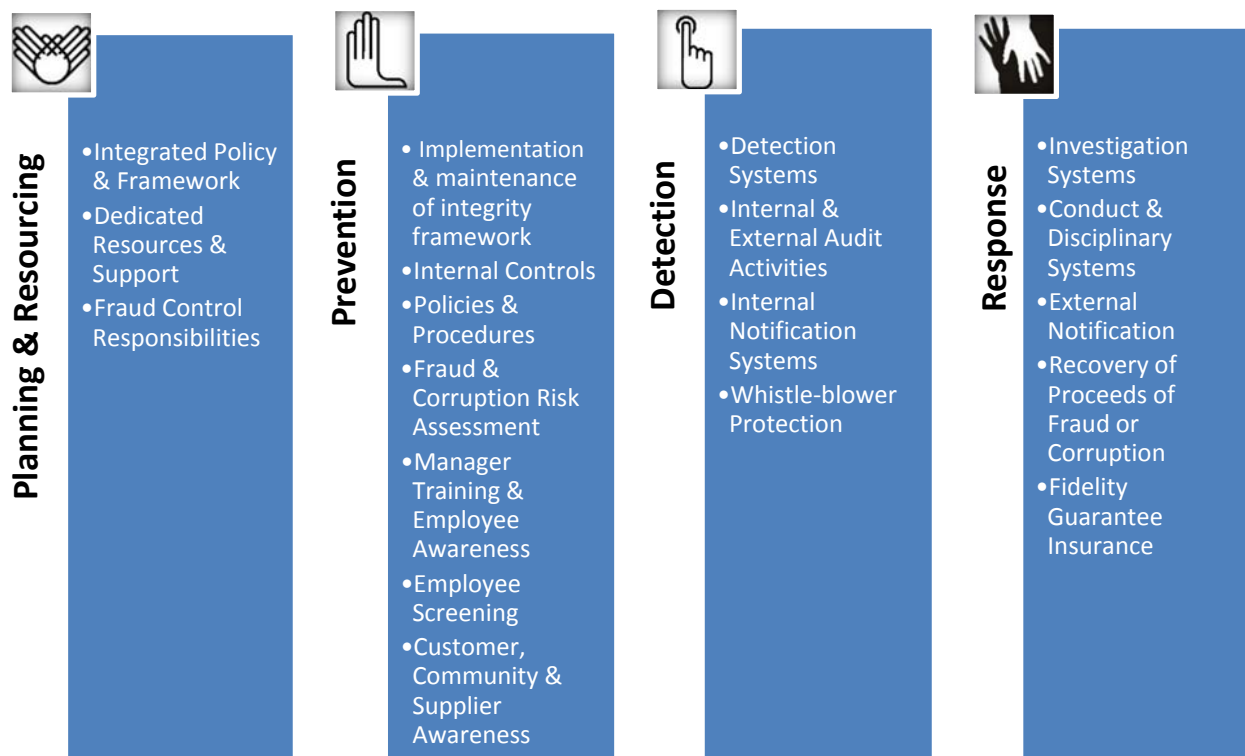 Planning & Resourcing
•Integrated Policy
& Framework
•Dedicated
Resources &
Support
•Fraud Control
Responsibilities
Prevention
• Implementation
& maintenance
of integrity
framework
•Internal Controls
•Policies &
Procedures
•Fraud &
Corruption Risk
Assessment
•Manager
Training &
Employee
Awareness
•Employee
Screening
•Customer,
Community &
Supplier
Awareness
Detection
•Detection
Systems
•Internal &
External Audit
Activities
•Internal
Notification
Systems
•Whistle-blower
Protection
Response
•Investigation
Systems
•Conduct &
Disciplinary
Systems
•External
Notification
•Recovery of
Proceeds of
Fraud or
Corruption
•Fidelity
Guarantee
Insurance